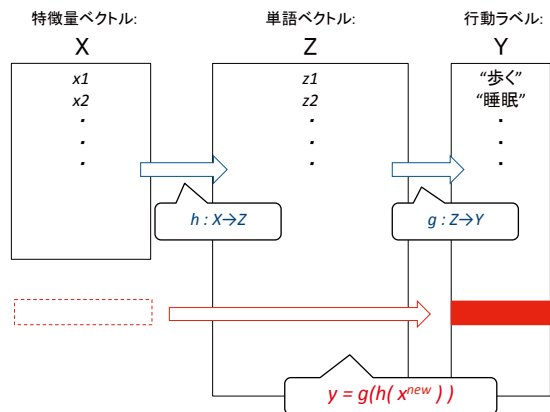 特徴量ベクトル:
X
単語ベクトル:
Z
行動ラベル:
Y
x1
x2
・
・
・
z1
z2
・
・
・
“歩く”
“睡眠”
・
・
・
h : X→Z
g : Z→Y
y = g(h( x^new ) )